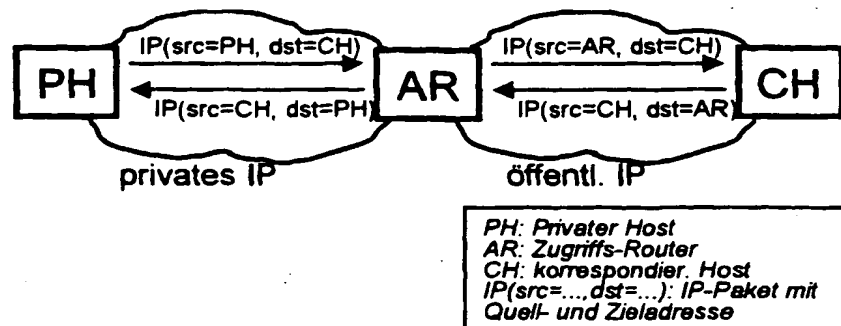 IP(src=PH, dst=CH)
IP(src=AR, dst=CH)
PH
AR
CH
IP(src=CH, dst=PH)
IP(src=CH, dst=AR)
privates IP
öffentl. IP
PH: Privater Host
AR: Zugriffs-Router
CH: korrespondier. Host
IP(src=...,dst=...): IP-Paket mit
Quell- und Zieladresse